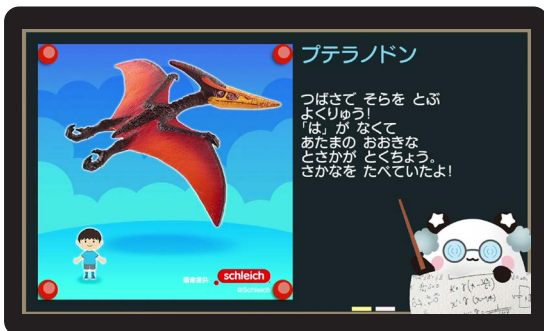 プテラノドン
つばさで そらを とぶ
よくりゅう!
「は」が なくて
あたまの おおきな
とさかが とくちょう。
さかなを たべていたよ!
schleich